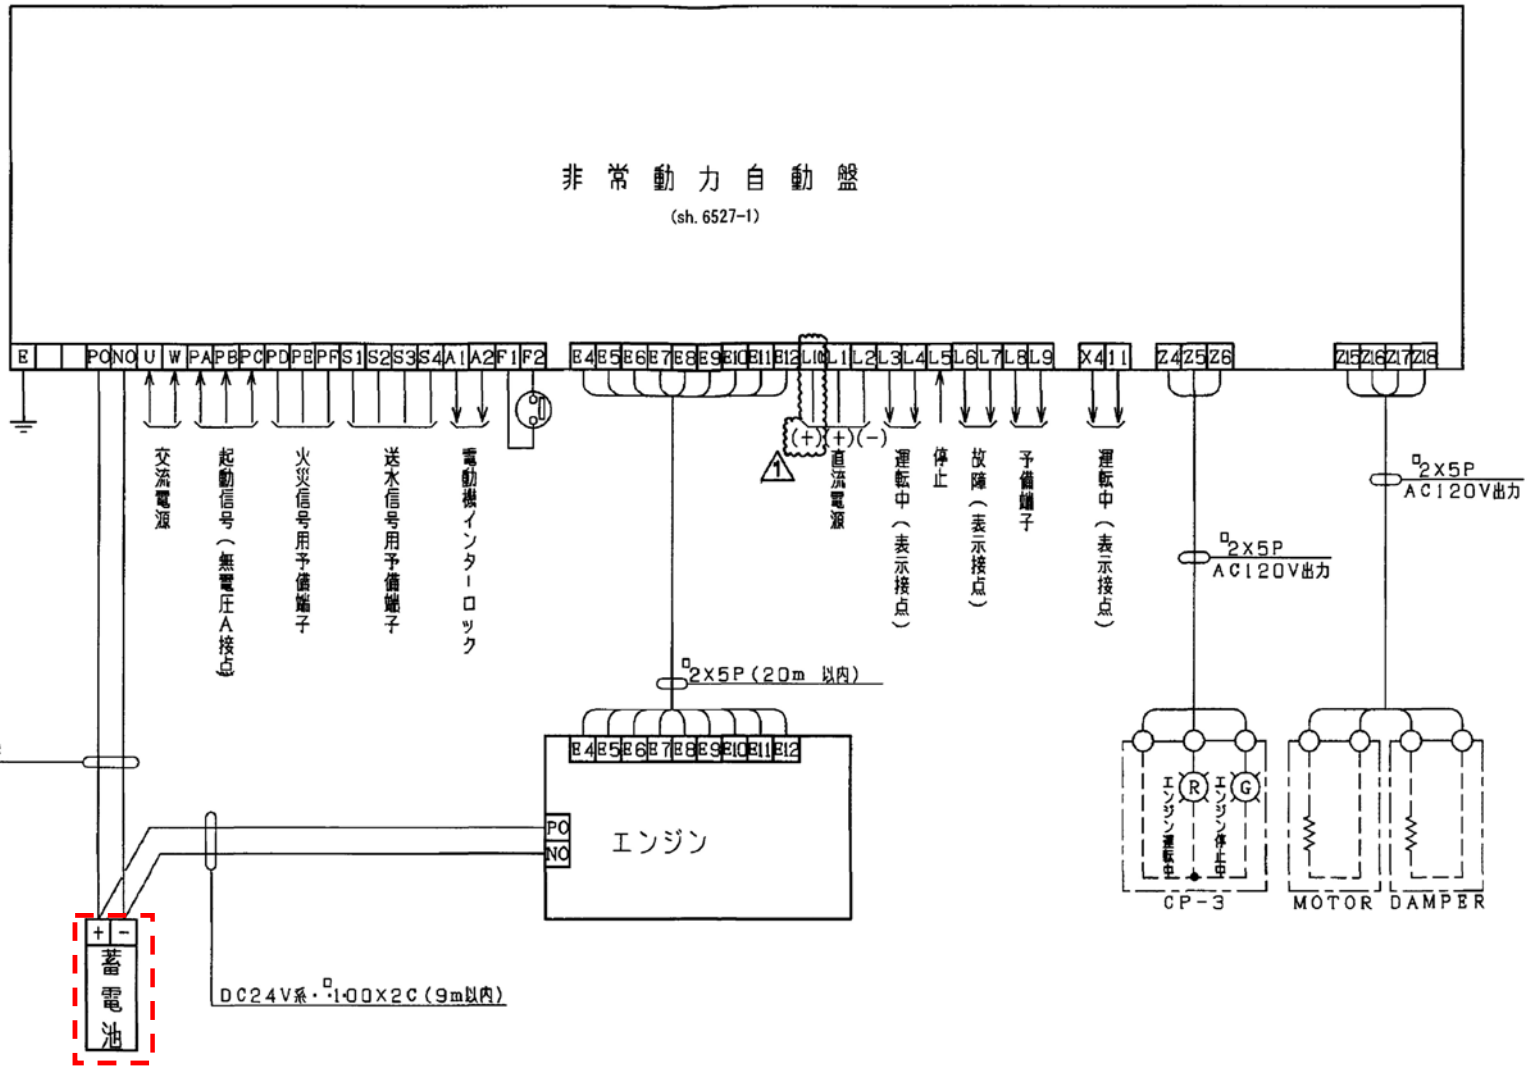 非常動力自動盤
(sh.6527-1)
E PO NO U W PA PB PC PD PE PF S1 S2 S3 S4 A1 A2 F1 F2 E4 E5 E6 E7 E8 E9 E10 E11 E12 L10 L1 L2 L3 L4 L5 L6 L7 L8 L9 X4 11 Z4 Z5 Z6 Z15 Z16 Z17 Z18
(+)(+)(-)
1
交流電源
起動信号(無電圧A接点)
火災信号用予備端子
送水信号用予備端子
電動機インターロック
直流電源
運転中(表示接点)
停止
故障(表示接点)
予備端子
運転中(表示接点)
□2X5P
AC120V出力
□2X5P
AC120V出力
□2X5P(20m 以内)
E4 E5 E6 E7 E8 E9 E10 E11 E12
PO
NO
エンジン
エンジン運転中
R
エンジン停止中
G
CP-3
MOTOR
DAMPER
+ -
蓄電池
DC24V系・□100X2C(9m以内)